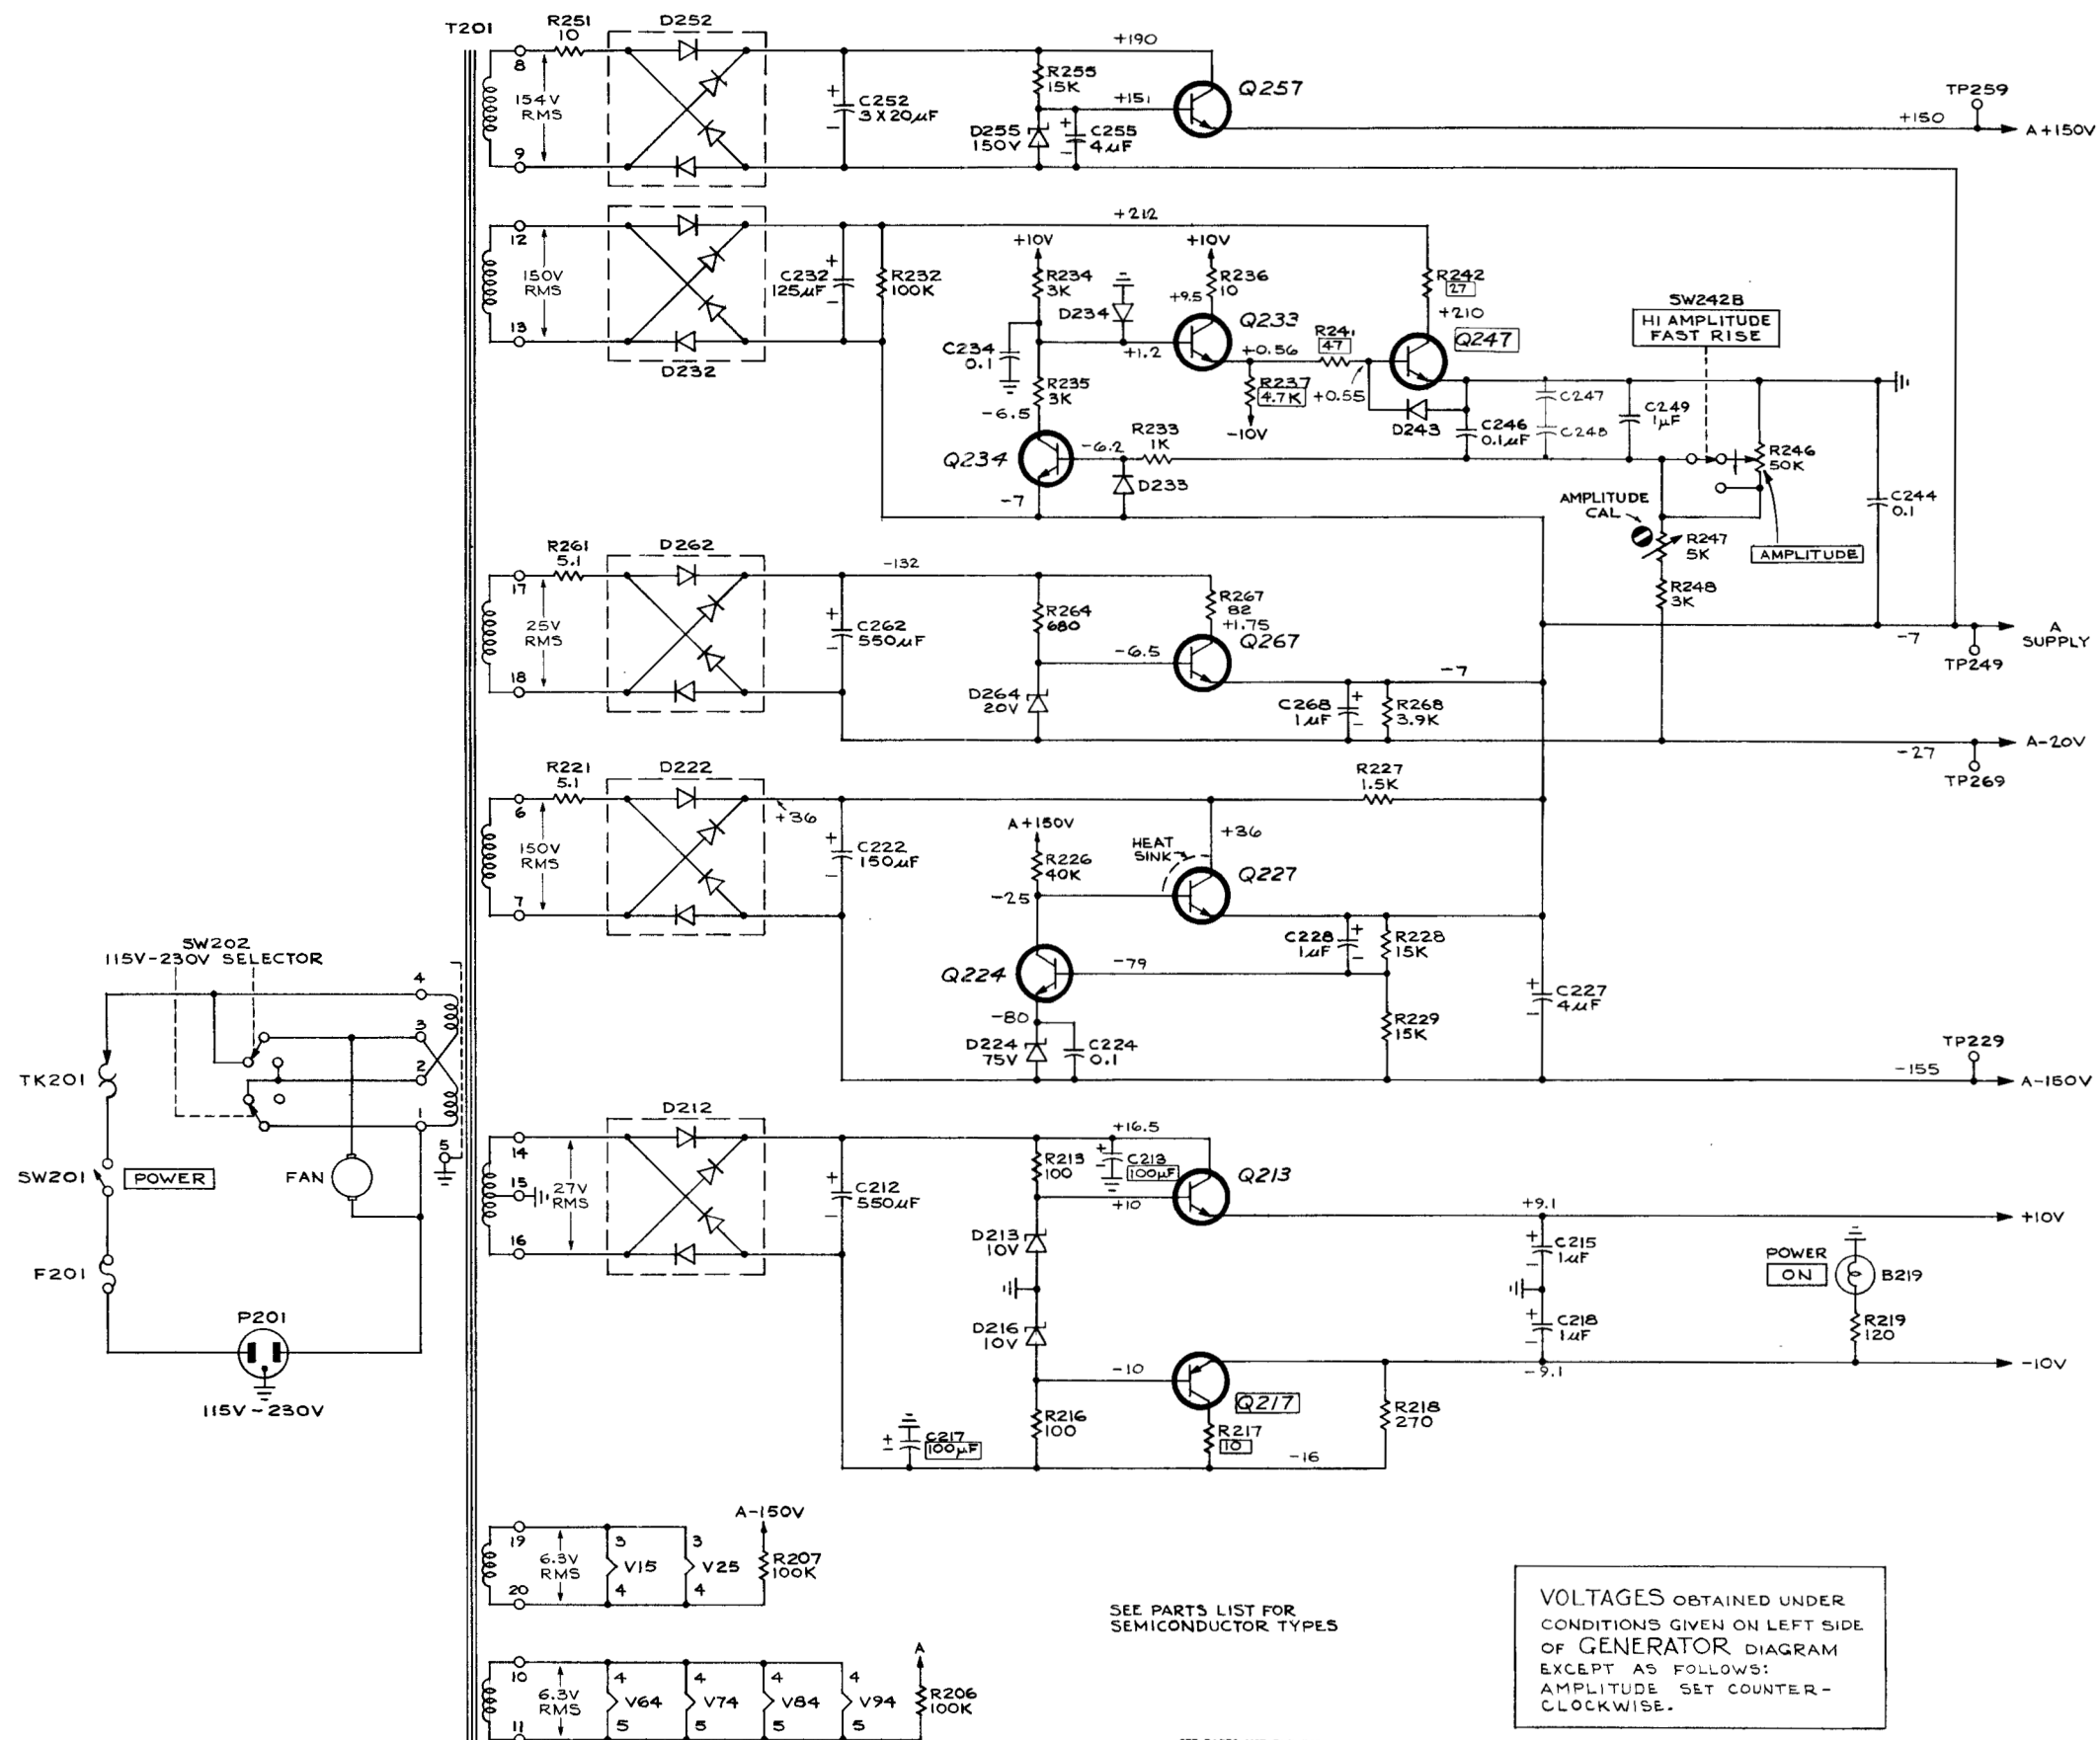 T201
R251
10
D252
8
154V
RMS
9
+
C252
3 X 20µF
−
R255
15K
+190
+151
D255
150V
+
C255
4µF
−
Q257
+150
TP259
A+150V
12
150V
RMS
13
D232
C232
125µF
+
−
R232
100K
+212
+10V
R234
3K
D234
+10V
R236
10
+9.5
Q233
+1.2
C234
0.1
R235
3K
-6.5
+0.56
R241
47
R237
4.7K
-10V
+0.55
R242
27
+210
Q247
D243
C246
0.1µF
C247
C248
C249
1µF
SW242B
HI AMPLITUDE
FAST RISE
R246
50K
Q234
-6.2
R233
1K
D233
-7
AMPLITUDE
CAL
R247
5K
AMPLITUDE
R248
3K
C244
0.1
R261
5.1
D262
17
25V
RMS
18
-132
+
C262
550µF
−
R264
680
R267
82
+1.75
Q267
-6.5
D264
20V
-7
C268
1µF
+
−
R268
3.9K
-7
A
SUPPLY
TP249
A-20V
-27
TP269
R221
5.1
D222
6
150V
RMS
7
+36
+
C222
150µF
−
R227
1.5K
A+150V
R226
40K
HEAT
SINK
+36
Q227
-25
Q224
-79
C228
1µF
+
−
R228
15K
R229
15K
+
C227
4µF
−
-80
D224
75V
C224
0.1
TP229
-155
A-150V
SW202
115V-230V SELECTOR
4
3
2
1
5
TK201
SW201
POWER
FAN
F201
P201
115V-230V
D212
14
15
27V
RMS
16
+
C212
550µF
−
+16.5
R213
100
+
C213
100µF
−
Q213
+10
D213
10V
D216
10V
+9.1
+10V
+
C215
1µF
−
+
C218
1µF
−
POWER
ON
B219
R219
120
-10
Q217
-9.1
-10V
R216
100
R217
10
R218
270
+
−
C217
100µF
-16
19
6.3V
RMS
20
3
V15
4
3
V25
4
A-150V
R207
100K
10
6.3V
RMS
11
4
V64
5
4
V74
5
4
V84
5
4
V94
5
A
R206
100K
SEE PARTS LIST FOR
SEMICONDUCTOR TYPES
VOLTAGES OBTAINED UNDER
CONDITIONS GIVEN ON LEFT SIDE
OF GENERATOR DIAGRAM
EXCEPT AS FOLLOWS:
AMPLITUDE SET COUNTER-
CLOCKWISE.